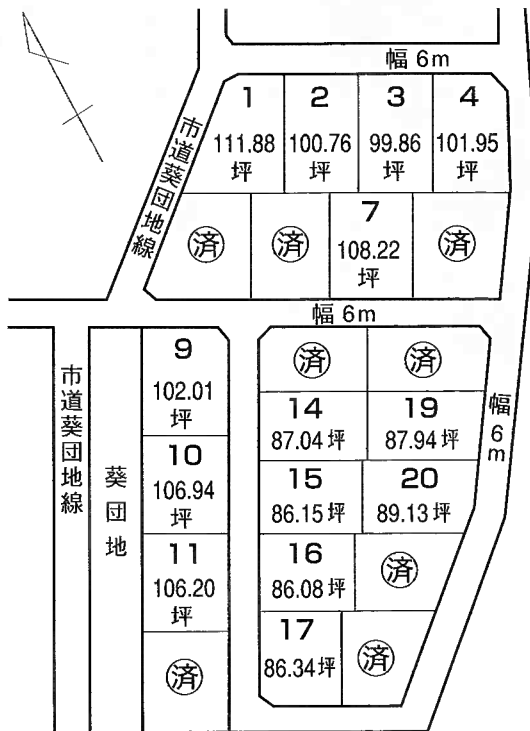 幅 6m
1
111.88
坪
2
100.76
坪
3
99.86
坪
4
101.95
坪
市道葵団地線
済
済
7
108.22
坪
済
幅 6m
9
102.01
坪
10
106.94
坪
11
106.20
坪
済
市道葵団地線
葵団地
済
済
14
87.04坪
19
87.94坪
15
86.15坪
20
89.13坪
16
86.08坪
済
17
86.34坪
済
幅6m